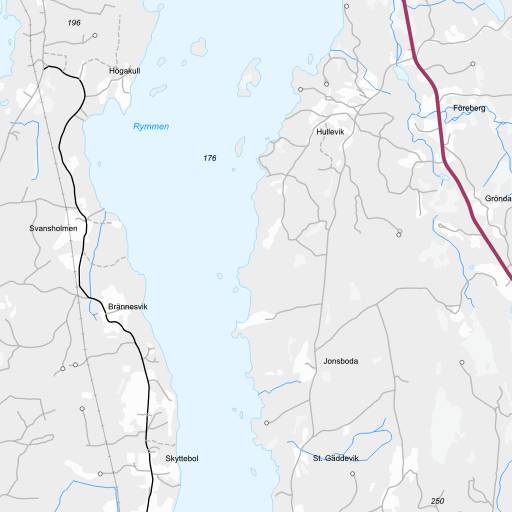 196
Högakull
Föreberg
Rymmen
Hullevik
176
Grönda
Svansholmen
Brännesvik
Jonsboda
Skyttebol
St. Gäddevik
250